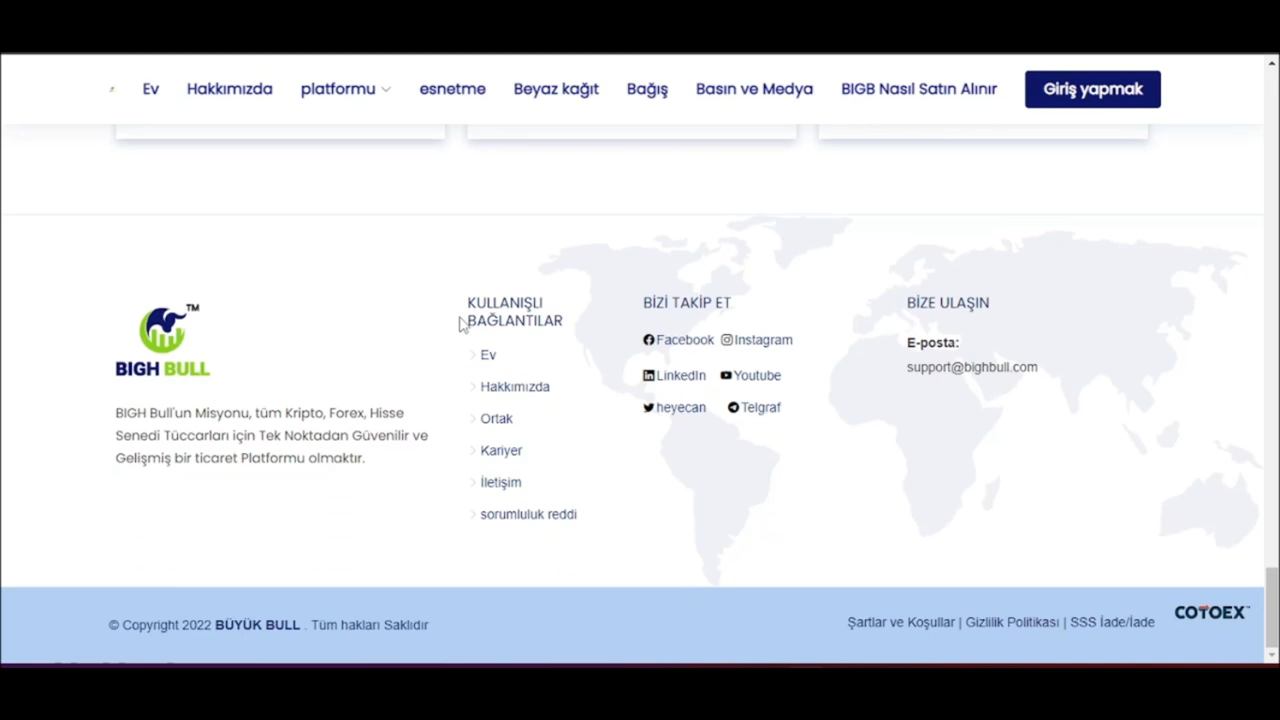 Ev Hakkımızda platformu esnetme Beyaz kağıt Bağış Basın ve Medya BIGB Nasıl Satın Alınır Giriş yapmak
TM
BIGH BULL
BIGH Bull'un Misyonu, tüm Kripto, Forex, Hisse
Senedi Tüccarları için Tek Noktadan Güvenilir ve
Gelişmiş bir ticaret Platformu olmaktır.
KULLANIŞLI
BAĞLANTILAR
Ev
Hakkımızda
Ortak
Kariyer
İletişim
sorumluluk reddi
BİZİ TAKİP ET
Facebook Instagram
LinkedIn Youtube
heyecan Telgraf
BİZE ULAŞIN
E-posta:
support@bighbull.com
© Copyright 2022 BÜYÜK BULL . Tüm hakları Saklıdır
Şartlar ve Koşullar | Gizlilik Politikası | SSS İade/İade
COTOEX™